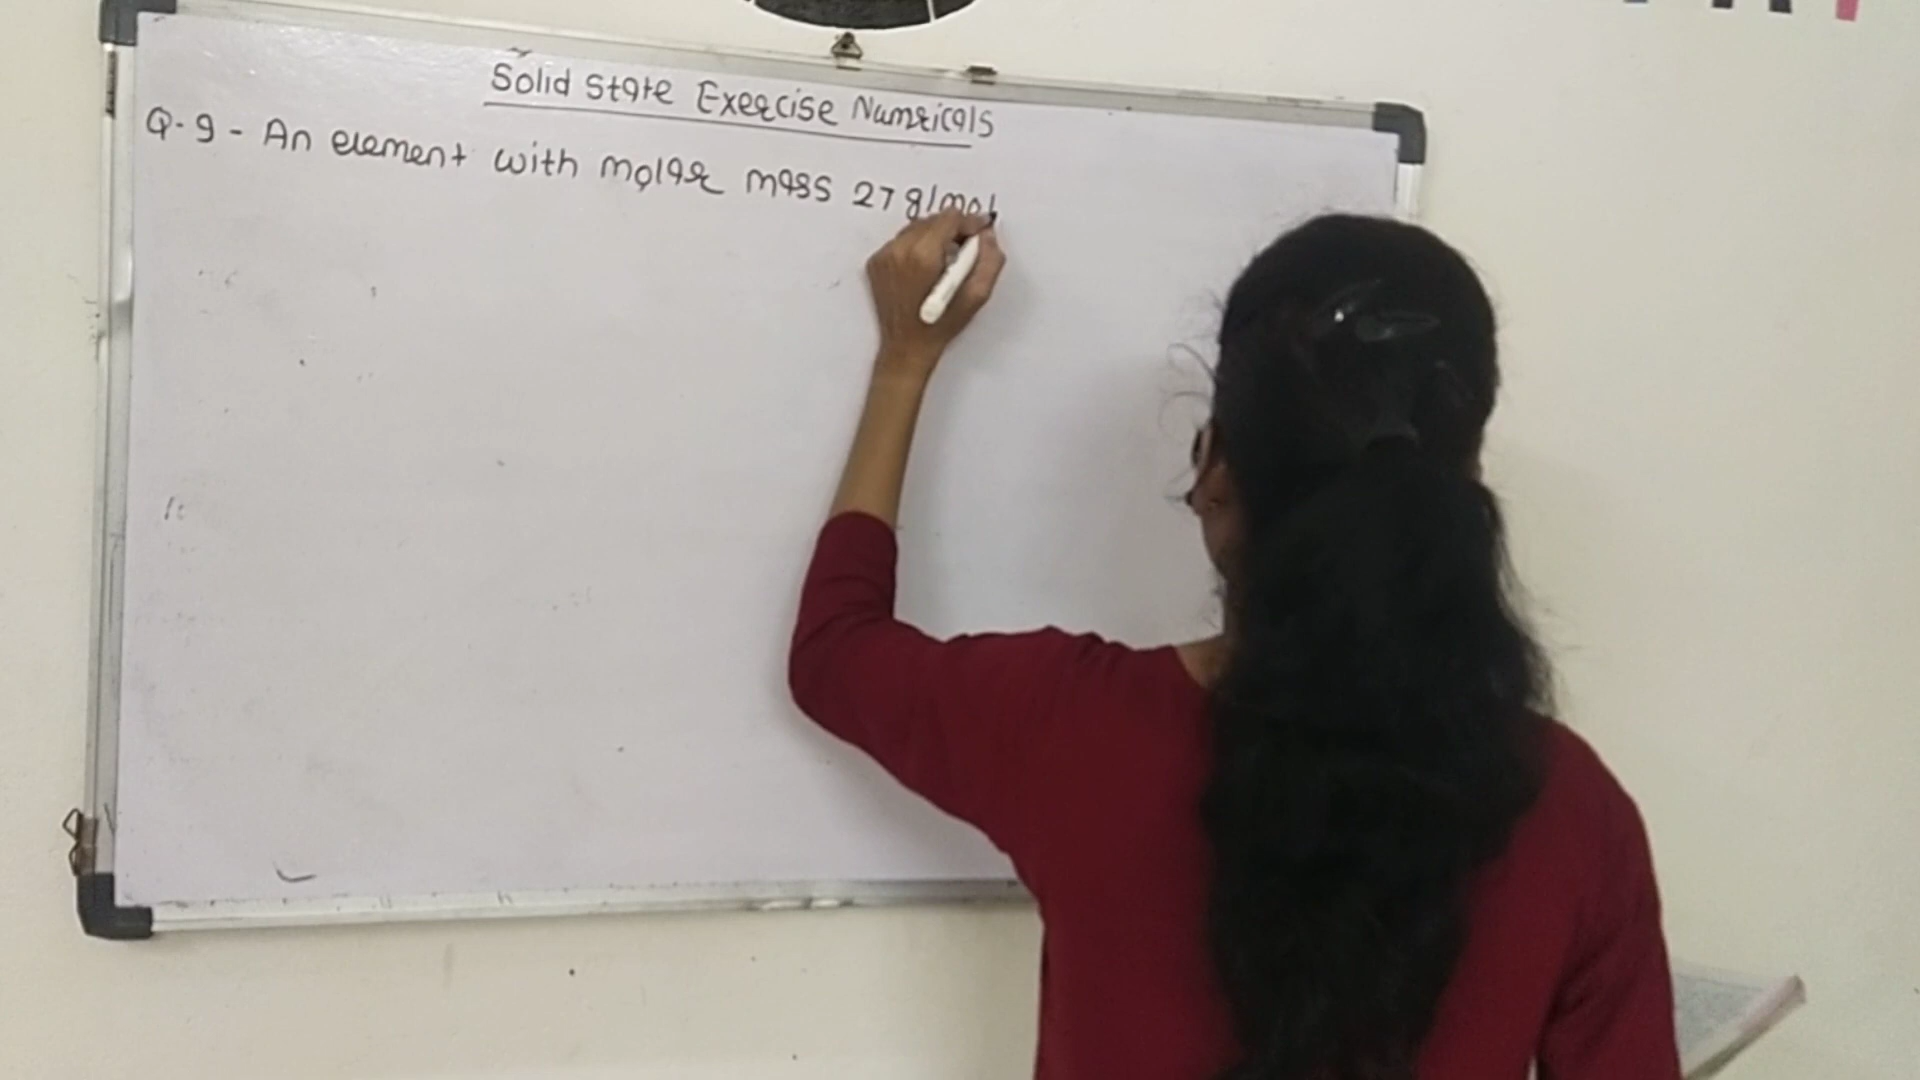 Solid State Exercise Numericals
Q.9 - An element with molar mass 27 g/mol